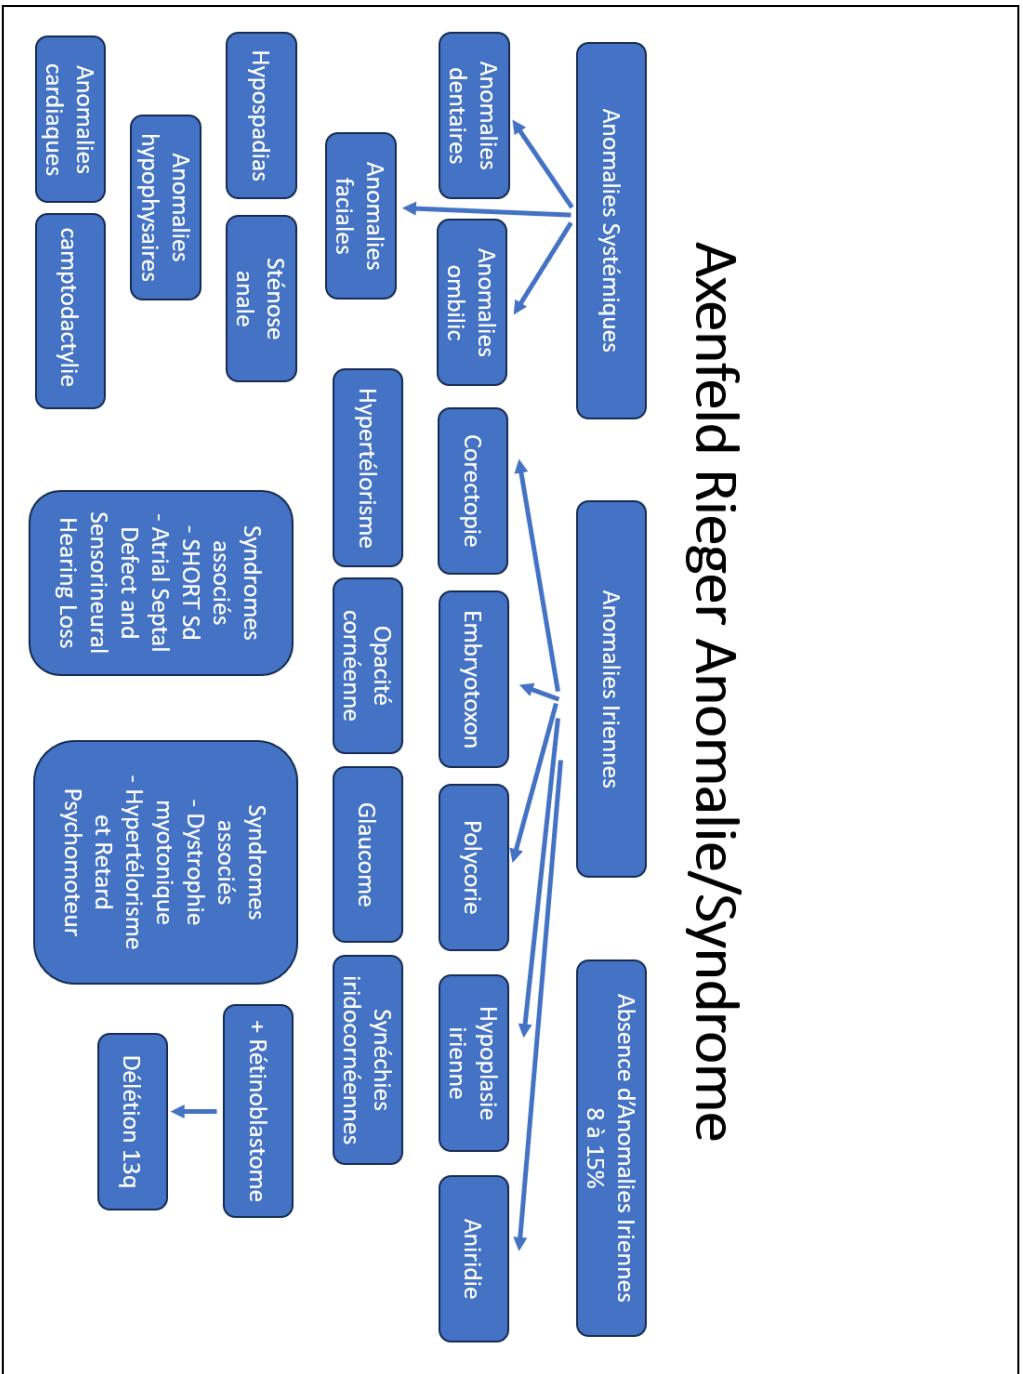 Axenfeld Rieger Anomalie/Syndrome
Anomalies Systémiques
Anomalies Iriennes
Absence d'Anomalies Iriennes
8 à 15%
Anomalies
dentaires
Anomalies
ombilic
Corectopie
Embryotoxon
Polycorie
Hypoplasie
irienne
Aniridie
Anomalies
faciales
Hypertélorisme
Opacité
cornéenne
Glaucome
Synéchies
iridocornéennes
Hypospadias
Sténose
anale
Anomalies
hypophysaires
Anomalies
cardiaques
camptodactylie
Syndromes
associés
- SHORT Sd
- Atrial Septal
Defect and
Sensorineural
Hearing Loss
Syndromes
associés
- Dystrophie
myotonique
- Hypertélorisme
et Retard
Psychomoteur
+ Rétinoblastome
Délétion 13q